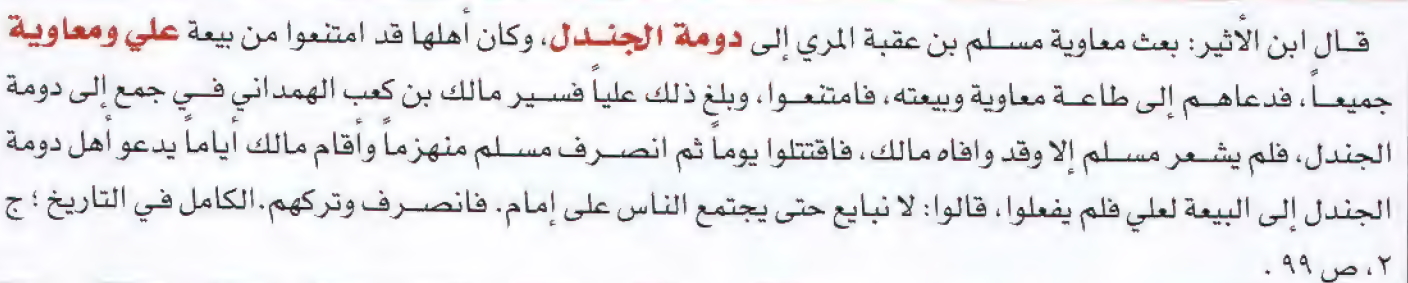 قال ابن الأثير: بعث معاوية مسلم بن عقبة المري إلى دومة الجندل، وكان أهلها قد امتنعوا من بيعة علي ومعاوية
جميعاً، فدعاهم إلى طاعة معاوية وبيعته، فامتنعوا، وبلغ ذلك علياً فسير مالك بن كعب الهمداني في جمع إلى دومة
الجندل، فلم يشعر مسلم إلا وقد وافاه مالك، فاقتتلوا يوماً ثم انصرف مسلم منهزماً وأقام مالك أياماً يدعو أهل دومة
الجندل إلى البيعة لعلي فلم يفعلوا، قالوا: لا نبايع حتى يجتمع الناس على إمام. فانصرف وتركهم.الكامل في التاريخ ؛ ج
٢، ص ٩٩ .